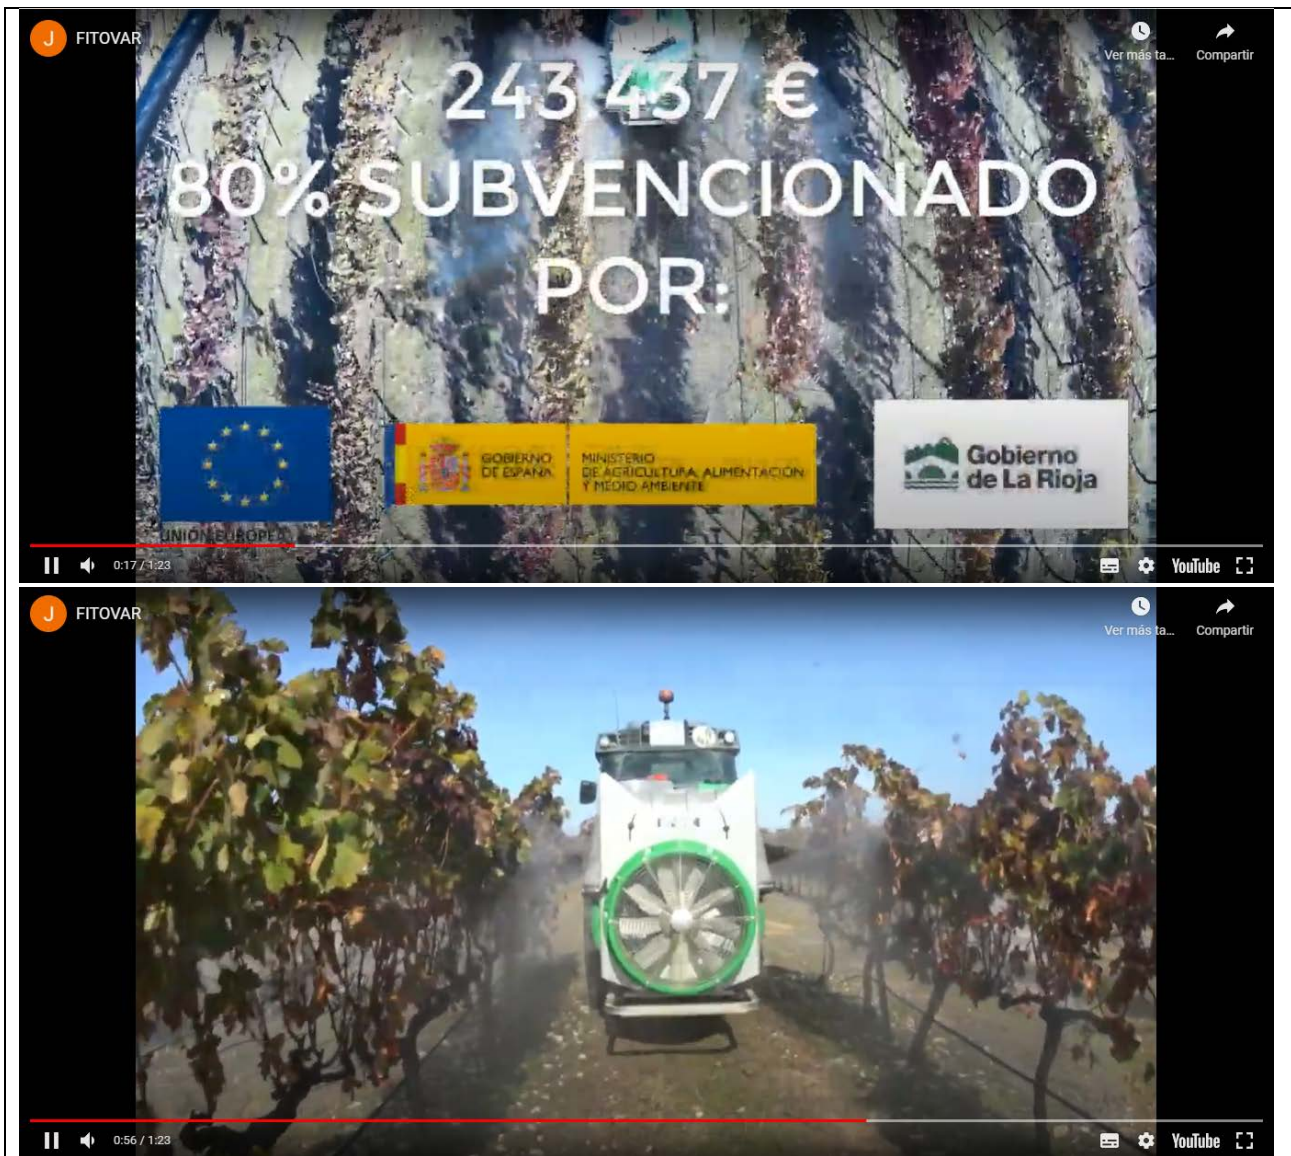 J FITOVAR
Ver más ta...
Compartir
243.437 €
80% SUBVENCIONADO
POR:
GOBIERNO
DE ESPAÑA
MINISTERIO
DE AGRICULTURA, ALIMENTACIÓN
Y MEDIO AMBIENTE
Gobierno
de La Rioja
UNION EUROPEA
0:17 / 1:23
YouTube
J FITOVAR
Ver más ta...
Compartir
0:56 / 1:23
YouTube